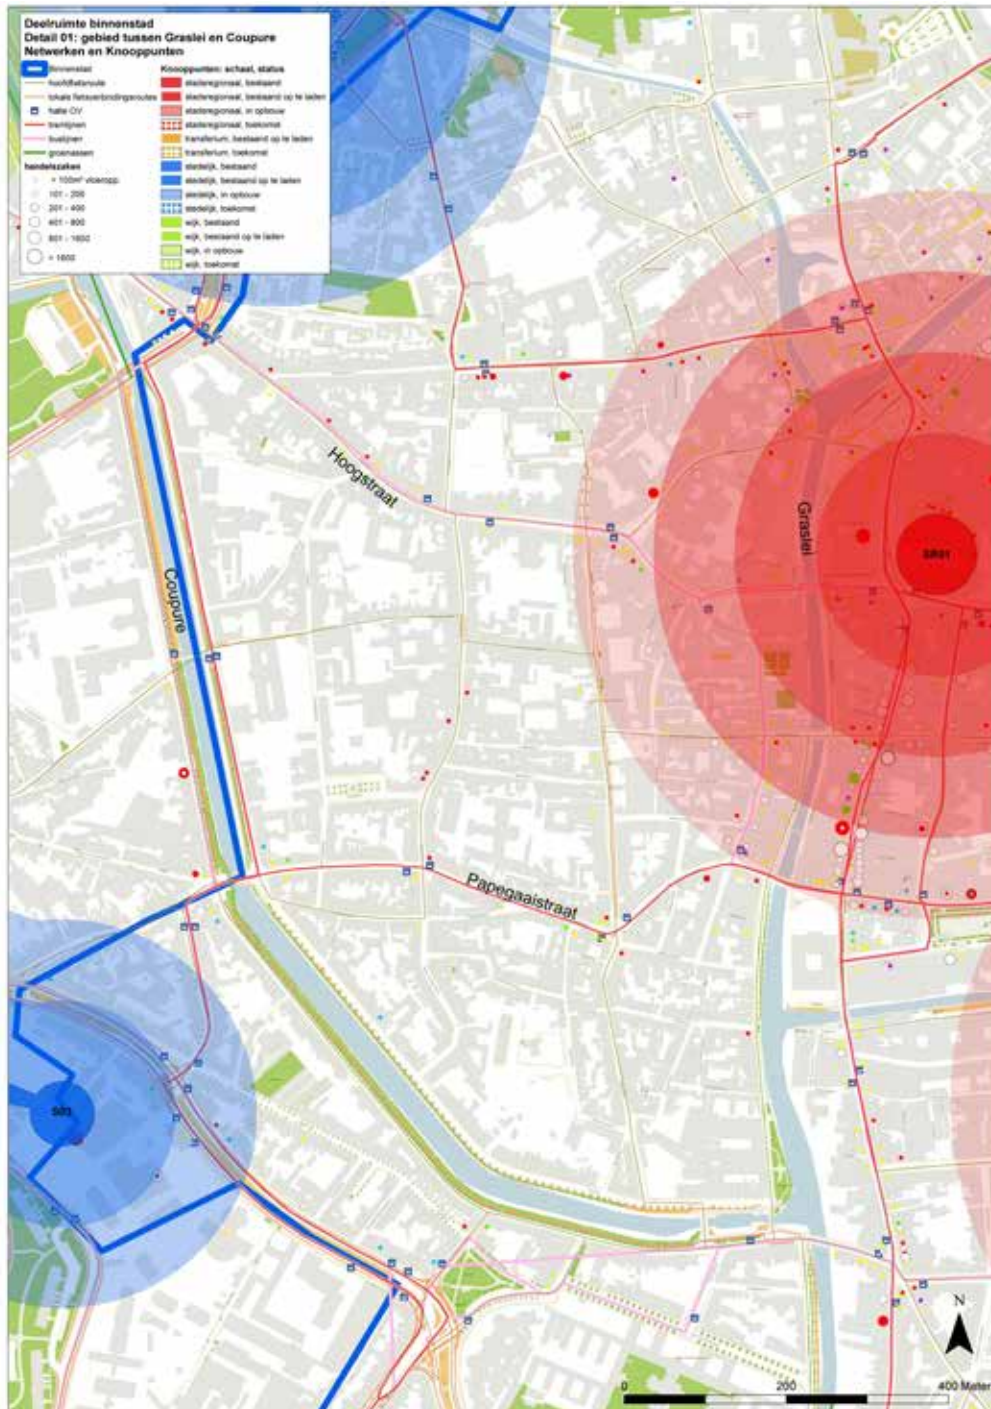 Deelruimte binnenstad
Detail 01: gebied tussen Graslei en Coupure
Netwerken en Knooppunten
Binnenstad
hoofdfietsroute
lokale fietsverbindingsroutes
halte OV
tramlijnen
buslijnen
groenassen
handelszaken
< 100m² vloeropp.
101 - 200
201 - 400
401 - 800
801 - 1600
> 1600
Knooppunten: schaal, status
stadsregionaal, bestaand
stadsregionaal, bestaand op te laden
stadsregionaal, in opbouw
stadsregionaal, toekomst
transferium, bestaand op te laden
transferium, toekomst
stedelijk, bestaand
stedelijk, bestaand op te laden
stedelijk, in opbouw
stedelijk, toekomst
wijk, bestaand
wijk, bestaand op te laden
wijk, in opbouw
wijk, toekomst
Hoogstraat
Graslei
SR01
Coupure
Papegaaistraat
S03
N
0 200 400 Meter